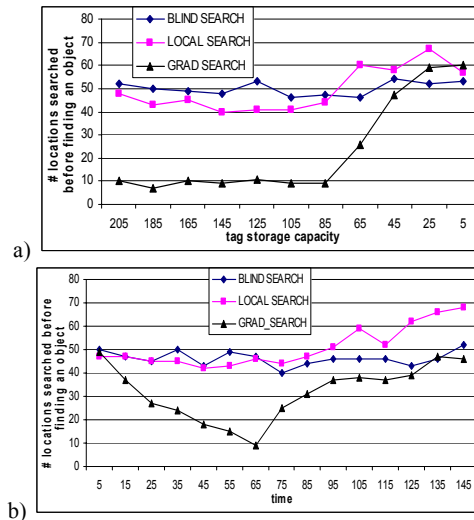 80
70
60
50
40
30
20
10
0
# locations searched
before finding an object
BLIND SEARCH
LOCAL SEARCH
GRAD SEARCH
205 185 165 145 125 105 85 65 45 25 5
tag storage capacity
a)
80
70
60
50
40
30
20
10
0
# locations searched before
finding an object
BLIND SEARCH
LOCAL SEARCH
GRAD_SEARCH
5 15 25 35 45 55 65 75 85 95 105 115 125 135 145
time
b)